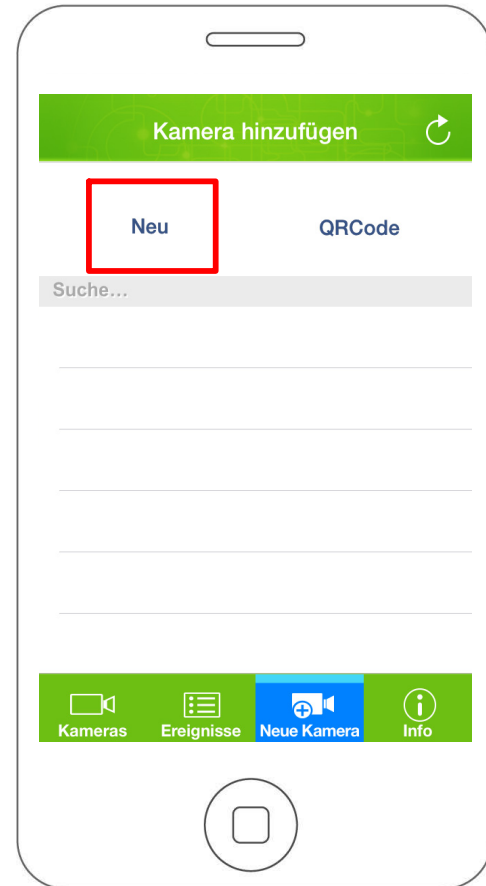 Kamera hinzufügen
Neu QRCode
Suche...
Kameras Ereignisse Neue Kamera Info